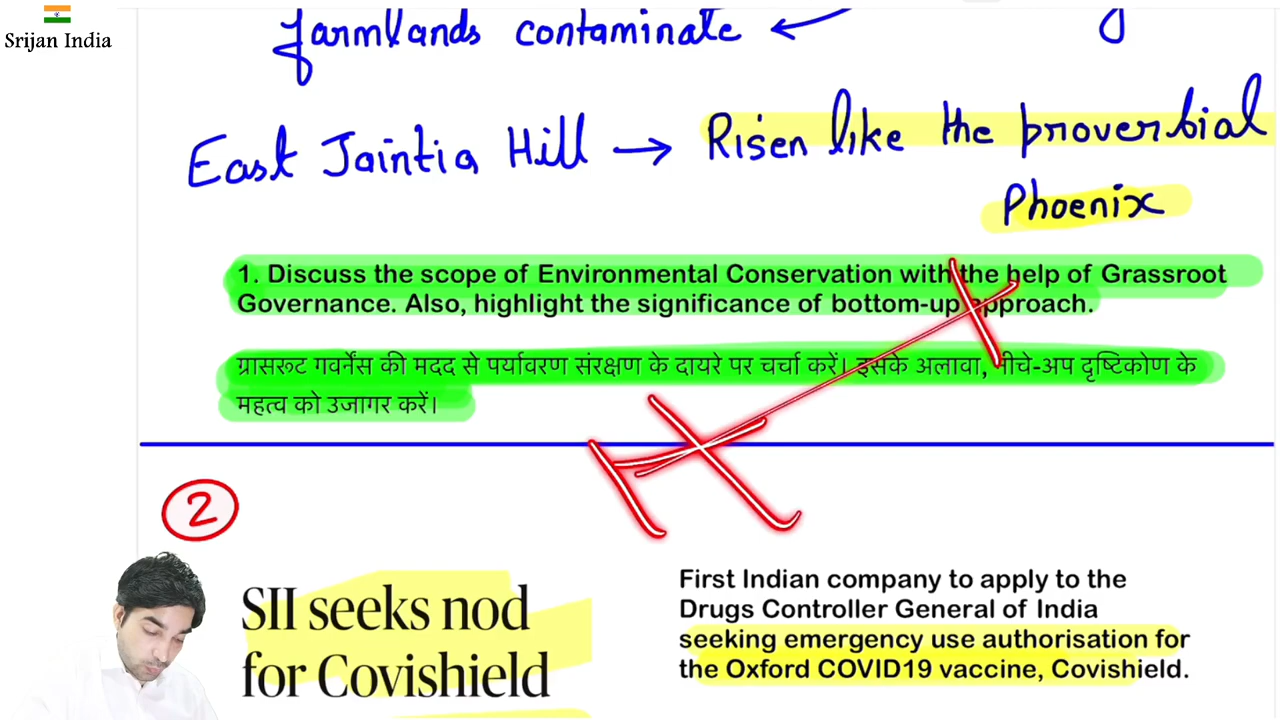 Srijan India
farmlands contaminate
East Jaintia Hill → Risen like the proverbial
Phoenix
1. Discuss the scope of Environmental Conservation with the help of Grassroot
Governance. Also, highlight the significance of bottom-up approach.
ग्रासरूट गवर्नेंस की मदद से पर्यावरण संरक्षण के दायरे पर चर्चा करें। इसके अलावा, नीचे-अप दृष्टिकोण के
महत्व को उजागर करें।
2
SII seeks nod
for Covishield
First Indian company to apply to the
Drugs Controller General of India
seeking emergency use authorisation for
the Oxford COVID19 vaccine, Covishield.